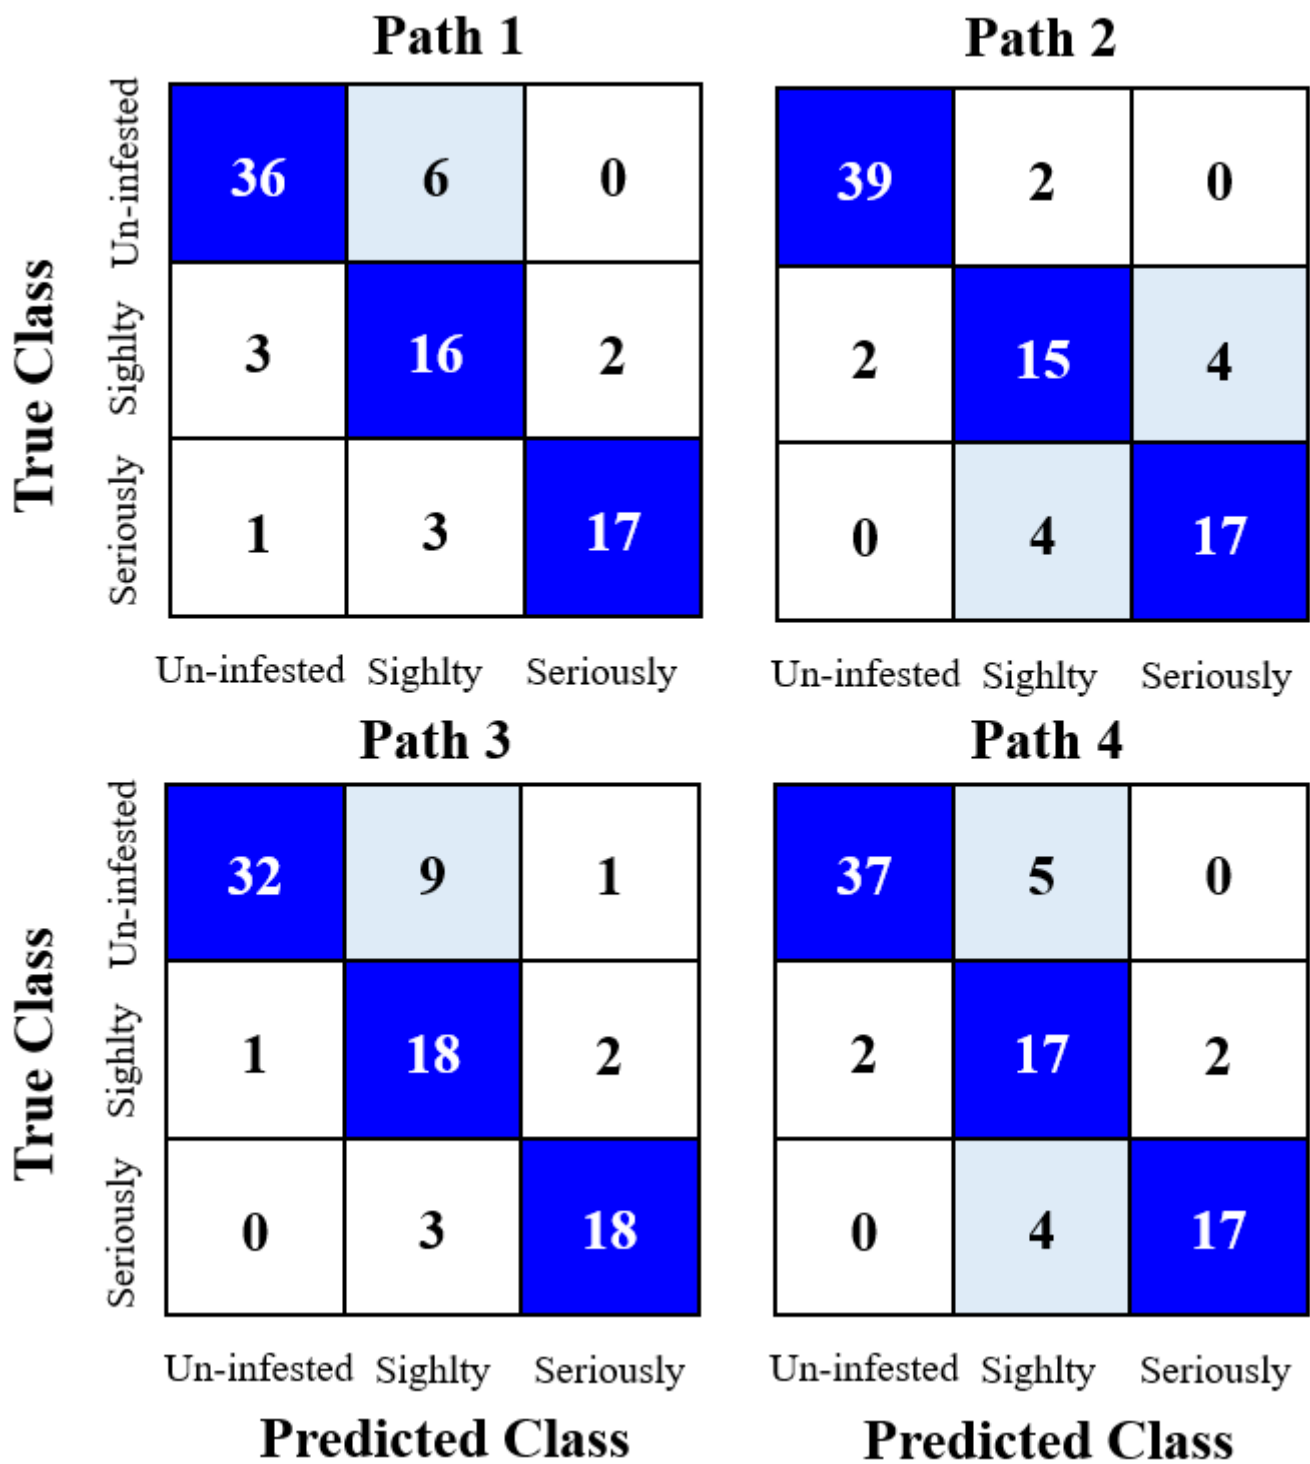 Path 1
Path 2
True Class
Un-infested
Sighlty
Seriously
36 6 0
3 16 2
1 3 17
Un-infested Sighlty Seriously
39 2 0
2 15 4
0 4 17
Un-infested Sighlty Seriously
Path 3
Path 4
True Class
Un-infested
Sighlty
Seriously
32 9 1
1 18 2
0 3 18
Un-infested Sighlty Seriously
Predicted Class
37 5 0
2 17 2
0 4 17
Un-infested Sighlty Seriously
Predicted Class